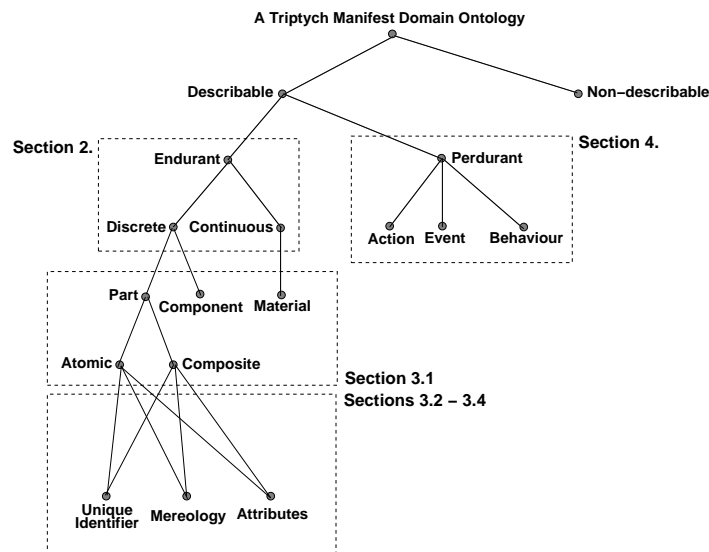 A Triptych Manifest Domain Ontology
Describable
Non−describable
Section 2.
Section 4.
Endurant
Perdurant
Discrete
Continuous
Action
Event
Behaviour
Part
Component
Material
Atomic
Composite
Section 3.1
Sections 3.2 − 3.4
Unique
Identifier
Mereology
Attributes